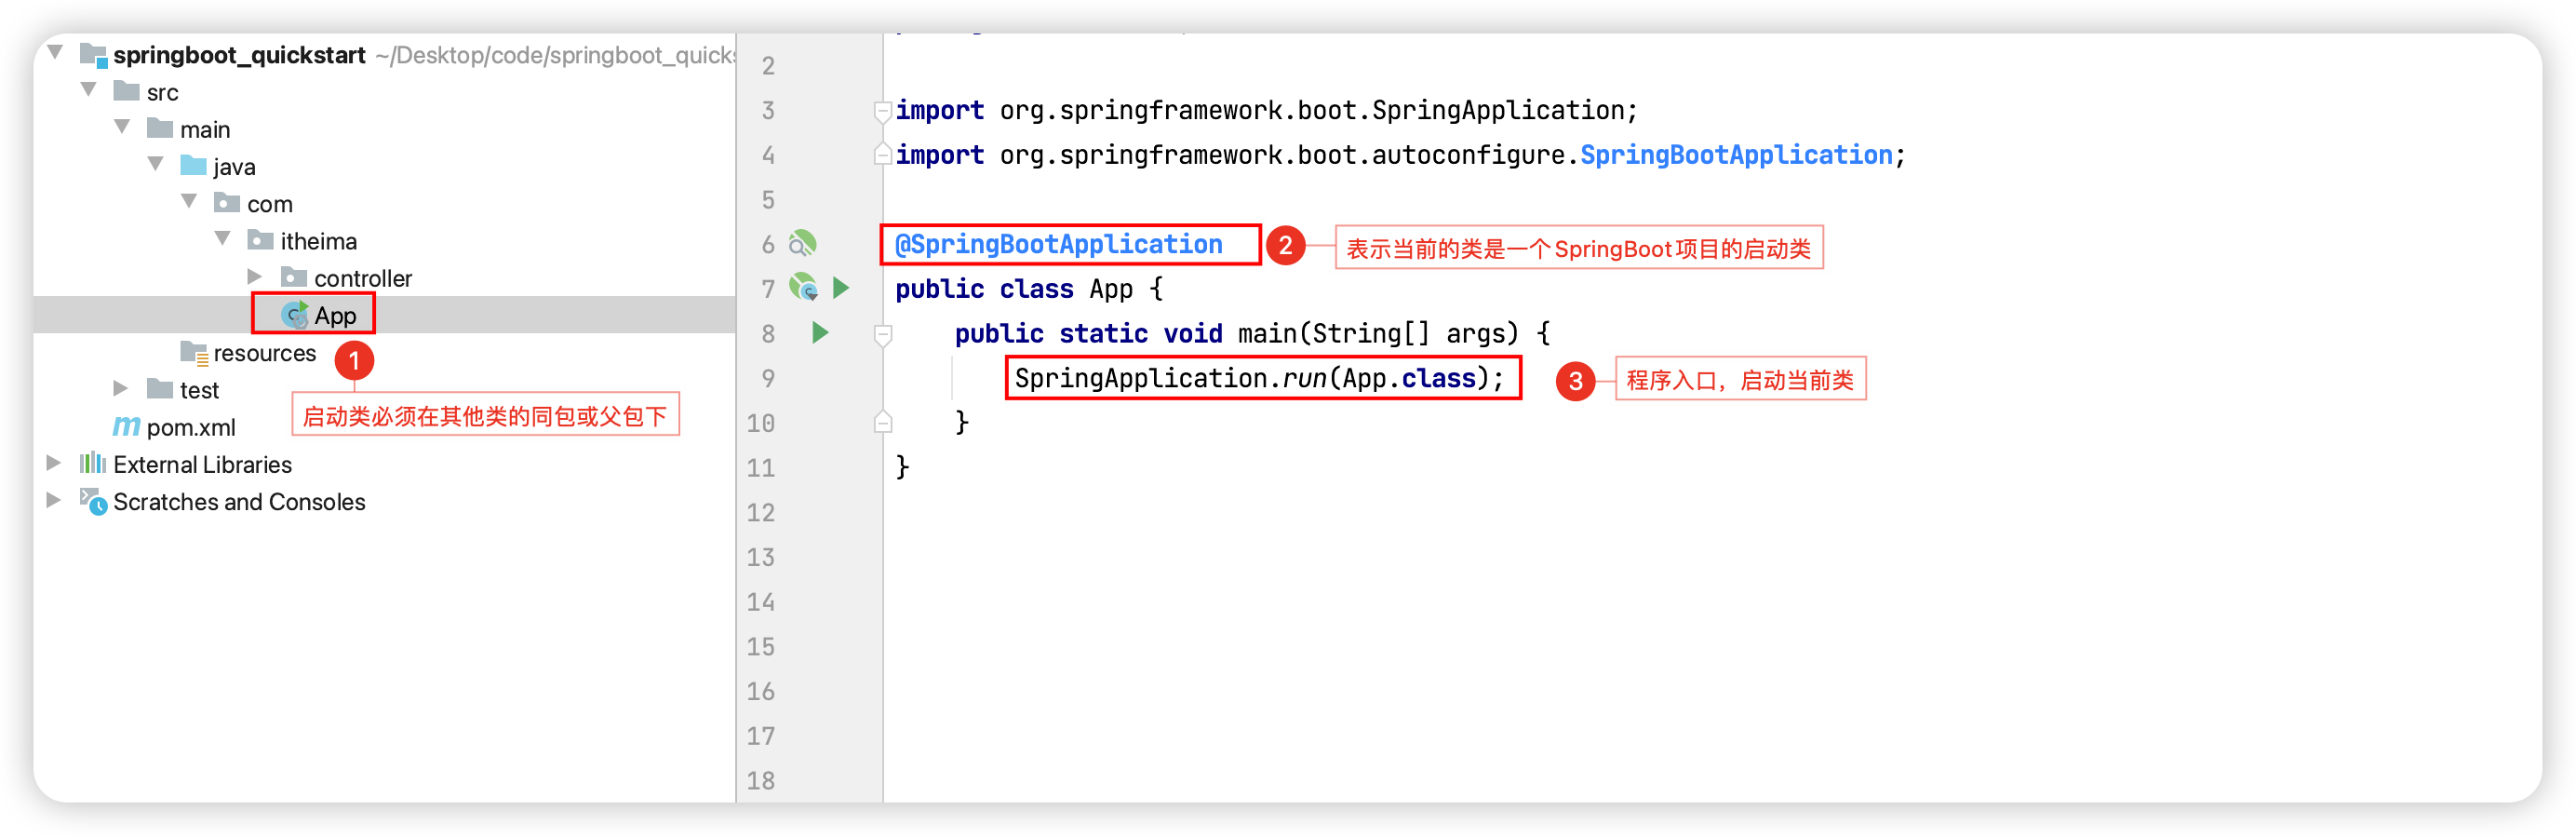 springboot_quickstart ~/Desktop/code/springboot_quicks
src
main
java
com
itheima
controller
App
resources
1
启动类必须在其他类的同包或父包下
test
pom.xml
External Libraries
Scratches and Consoles
2
3 import org.springframework.boot.SpringApplication;
4 import org.springframework.boot.autoconfigure.SpringBootApplication;
5
6 @SpringBootApplication
2 表示当前的类是一个SpringBoot项目的启动类
7 public class App {
8 public static void main(String[] args) {
9 SpringApplication.run(App.class);
3 程序入口，启动当前类
10 }
11 }
12
13
14
15
16
17
18